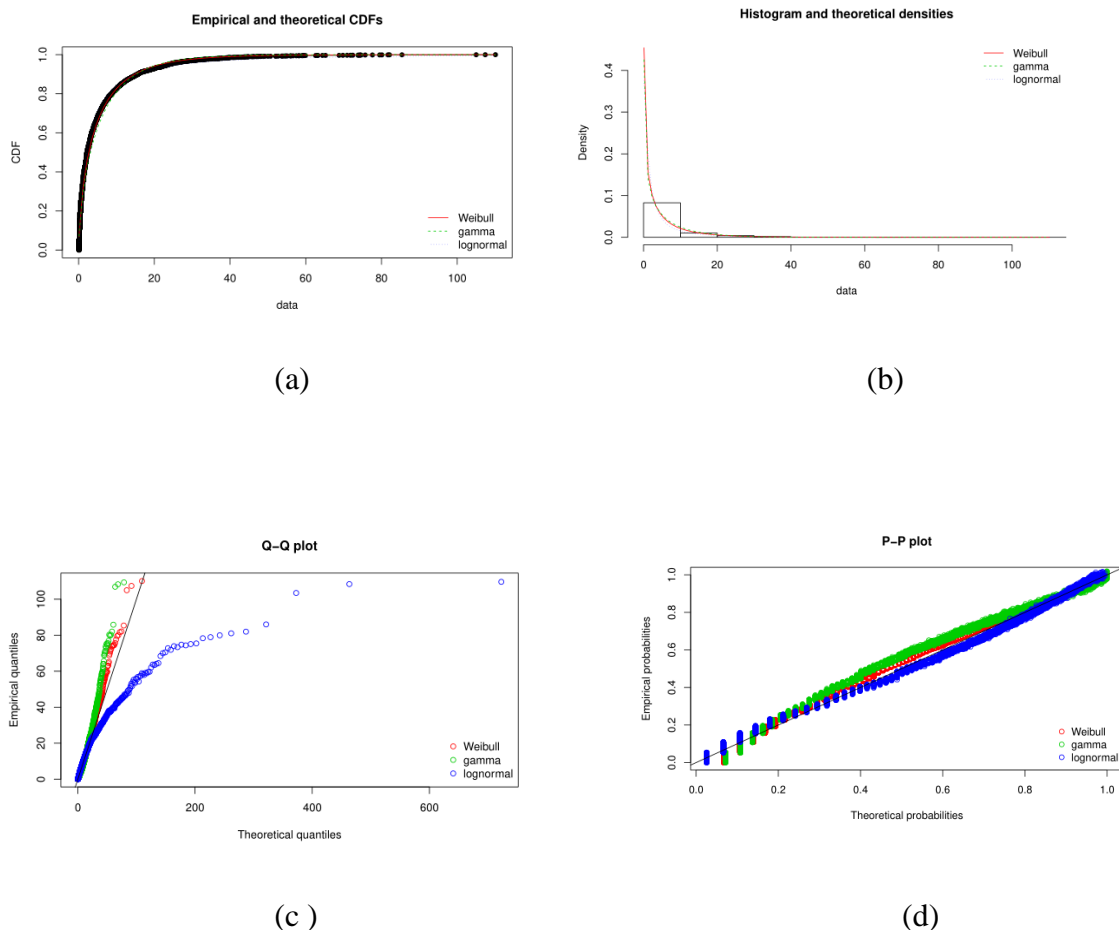 Empirical and theoretical CDFs
CDF
1.0
0.8
0.6
0.4
0.2
0.0
Weibull
gamma
lognormal
0 20 40 60 80 100
data
(a)
Histogram and theoretical densities
Density
0.4
0.3
0.2
0.1
0.0
Weibull
gamma
lognormal
0 20 40 60 80 100
data
(b)
Q−Q plot
Empirical quantiles
100
80
60
40
20
0
Weibull
gamma
lognormal
0 200 400 600
Theoretical quantiles
(c )
P−P plot
Empirical probabilities
1.0
0.8
0.6
0.4
0.2
0.0
Weibull
gamma
lognormal
0.0 0.2 0.4 0.6 0.8 1.0
Theoretical probabilities
(d)